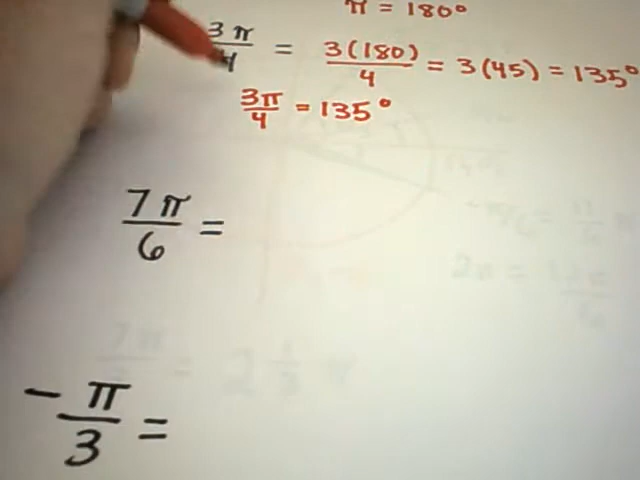 π = 180°
3π/4 = 3(180)/4 = 3(45) = 135°
3π/4 = 135°
7π/6 =
-π/3 =